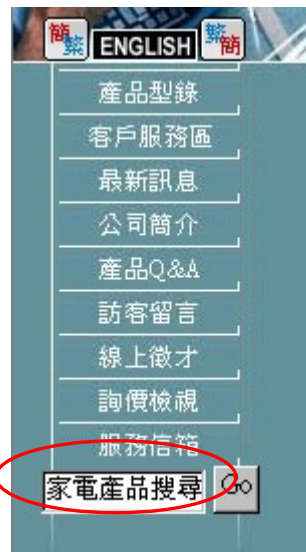 簡繁 ENGLISH 繁簡
產品型錄
客戶服務區
最新訊息
公司簡介
產品Q&A
訪客留言
線上徵才
詢價檢視
服務信箱
家電產品搜尋 Go